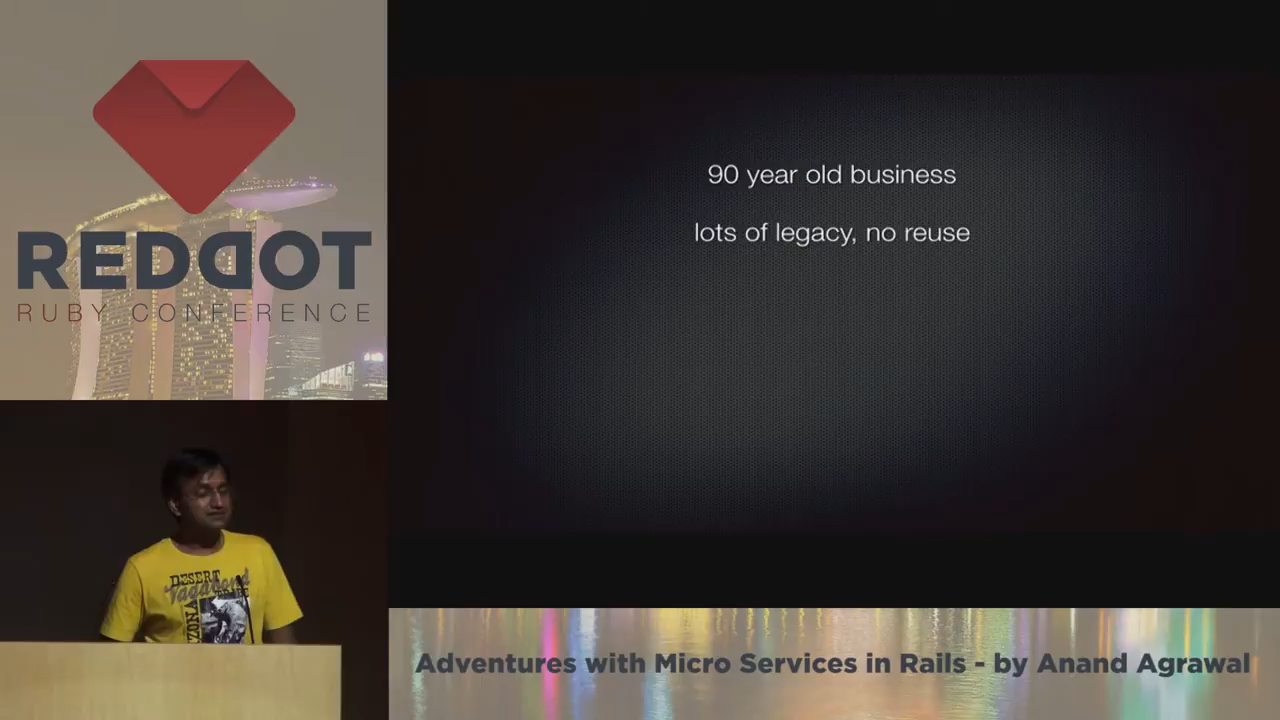 REDDOT
RUBY CONFERENCE
90 year old business
lots of legacy, no reuse
DESERT
Vagabond
Adventures with Micro Services in Rails - by Anand Agrawal